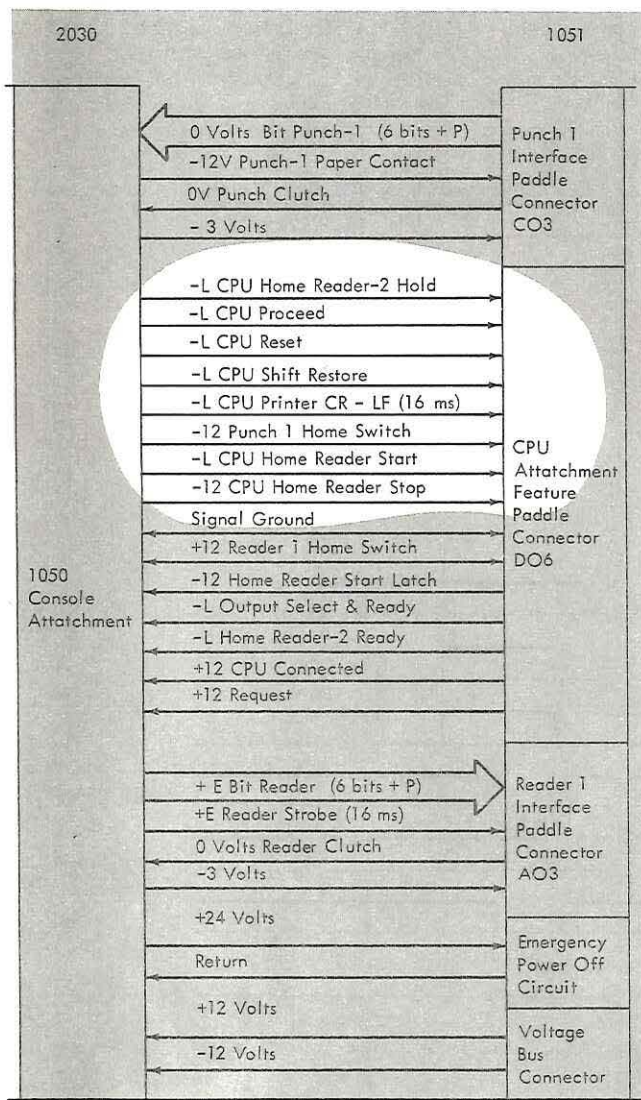 2030
1051
0 Volts Bit Punch-1 (6 bits + P)
-12V Punch-1 Paper Contact
0V Punch Clutch
- 3 Volts
Punch 1
Interface
Paddle
Connector
CO3
-L CPU Home Reader-2 Hold
-L CPU Proceed
-L CPU Reset
-L CPU Shift Restore
-L CPU Printer CR - LF (16 ms)
-12 Punch 1 Home Switch
-L CPU Home Reader Start
-12 CPU Home Reader Stop
Signal Ground
+12 Reader 1 Home Switch
-12 Home Reader Start Latch
-L Output Select & Ready
-L Home Reader-2 Ready
+12 CPU Connected
+12 Request
CPU
Attatchment
Feature
Paddle
Connector
DO6
1050
Console
Attatchment
+ E Bit Reader (6 bits + P)
+E Reader Strobe (16 ms)
0 Volts Reader Clutch
-3 Volts
Reader 1
Interface
Paddle
Connector
AO3
+24 Volts
Return
Emergency
Power Off
Circuit
+12 Volts
-12 Volts
Voltage
Bus
Connector